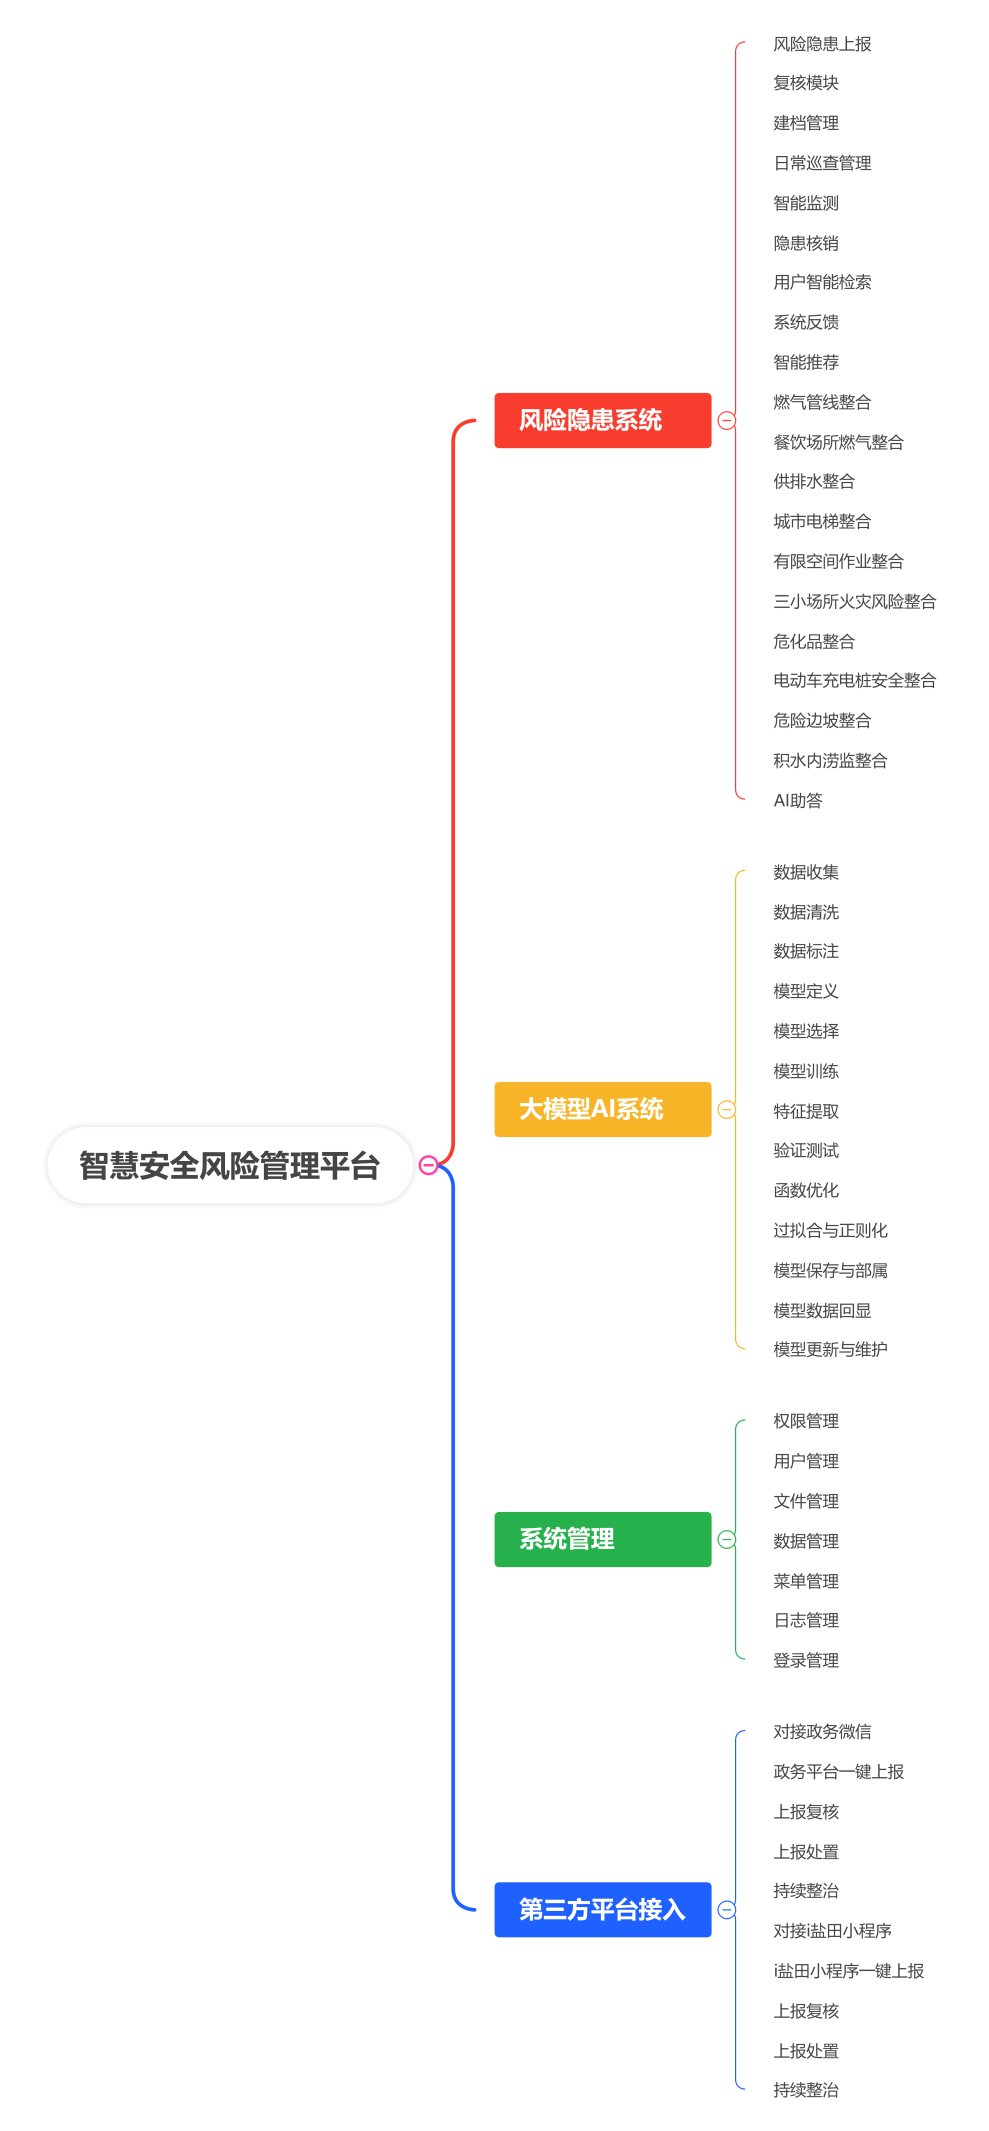 智慧安全风险管理平台
风险隐患系统
风险隐患上报
复核模块
建档管理
日常巡查管理
智能监测
隐患核销
用户智能检索
系统反馈
智能推荐
燃气管线整合
餐饮场所燃气整合
供排水整合
城市电梯整合
有限空间作业整合
三小场所火灾风险整合
危化品整合
电动车充电桩安全整合
危险边坡整合
积水内涝监整合
AI助答
大模型AI系统
数据收集
数据清洗
数据标注
模型定义
模型选择
模型训练
特征提取
验证测试
函数优化
过拟合与正则化
模型保存与部属
模型数据回显
模型更新与维护
系统管理
权限管理
用户管理
文件管理
数据管理
菜单管理
日志管理
登录管理
第三方平台接入
对接政务微信
政务平台一键上报
上报复核
上报处置
持续整治
对接i盐田小程序
i盐田小程序一键上报
上报复核
上报处置
持续整治